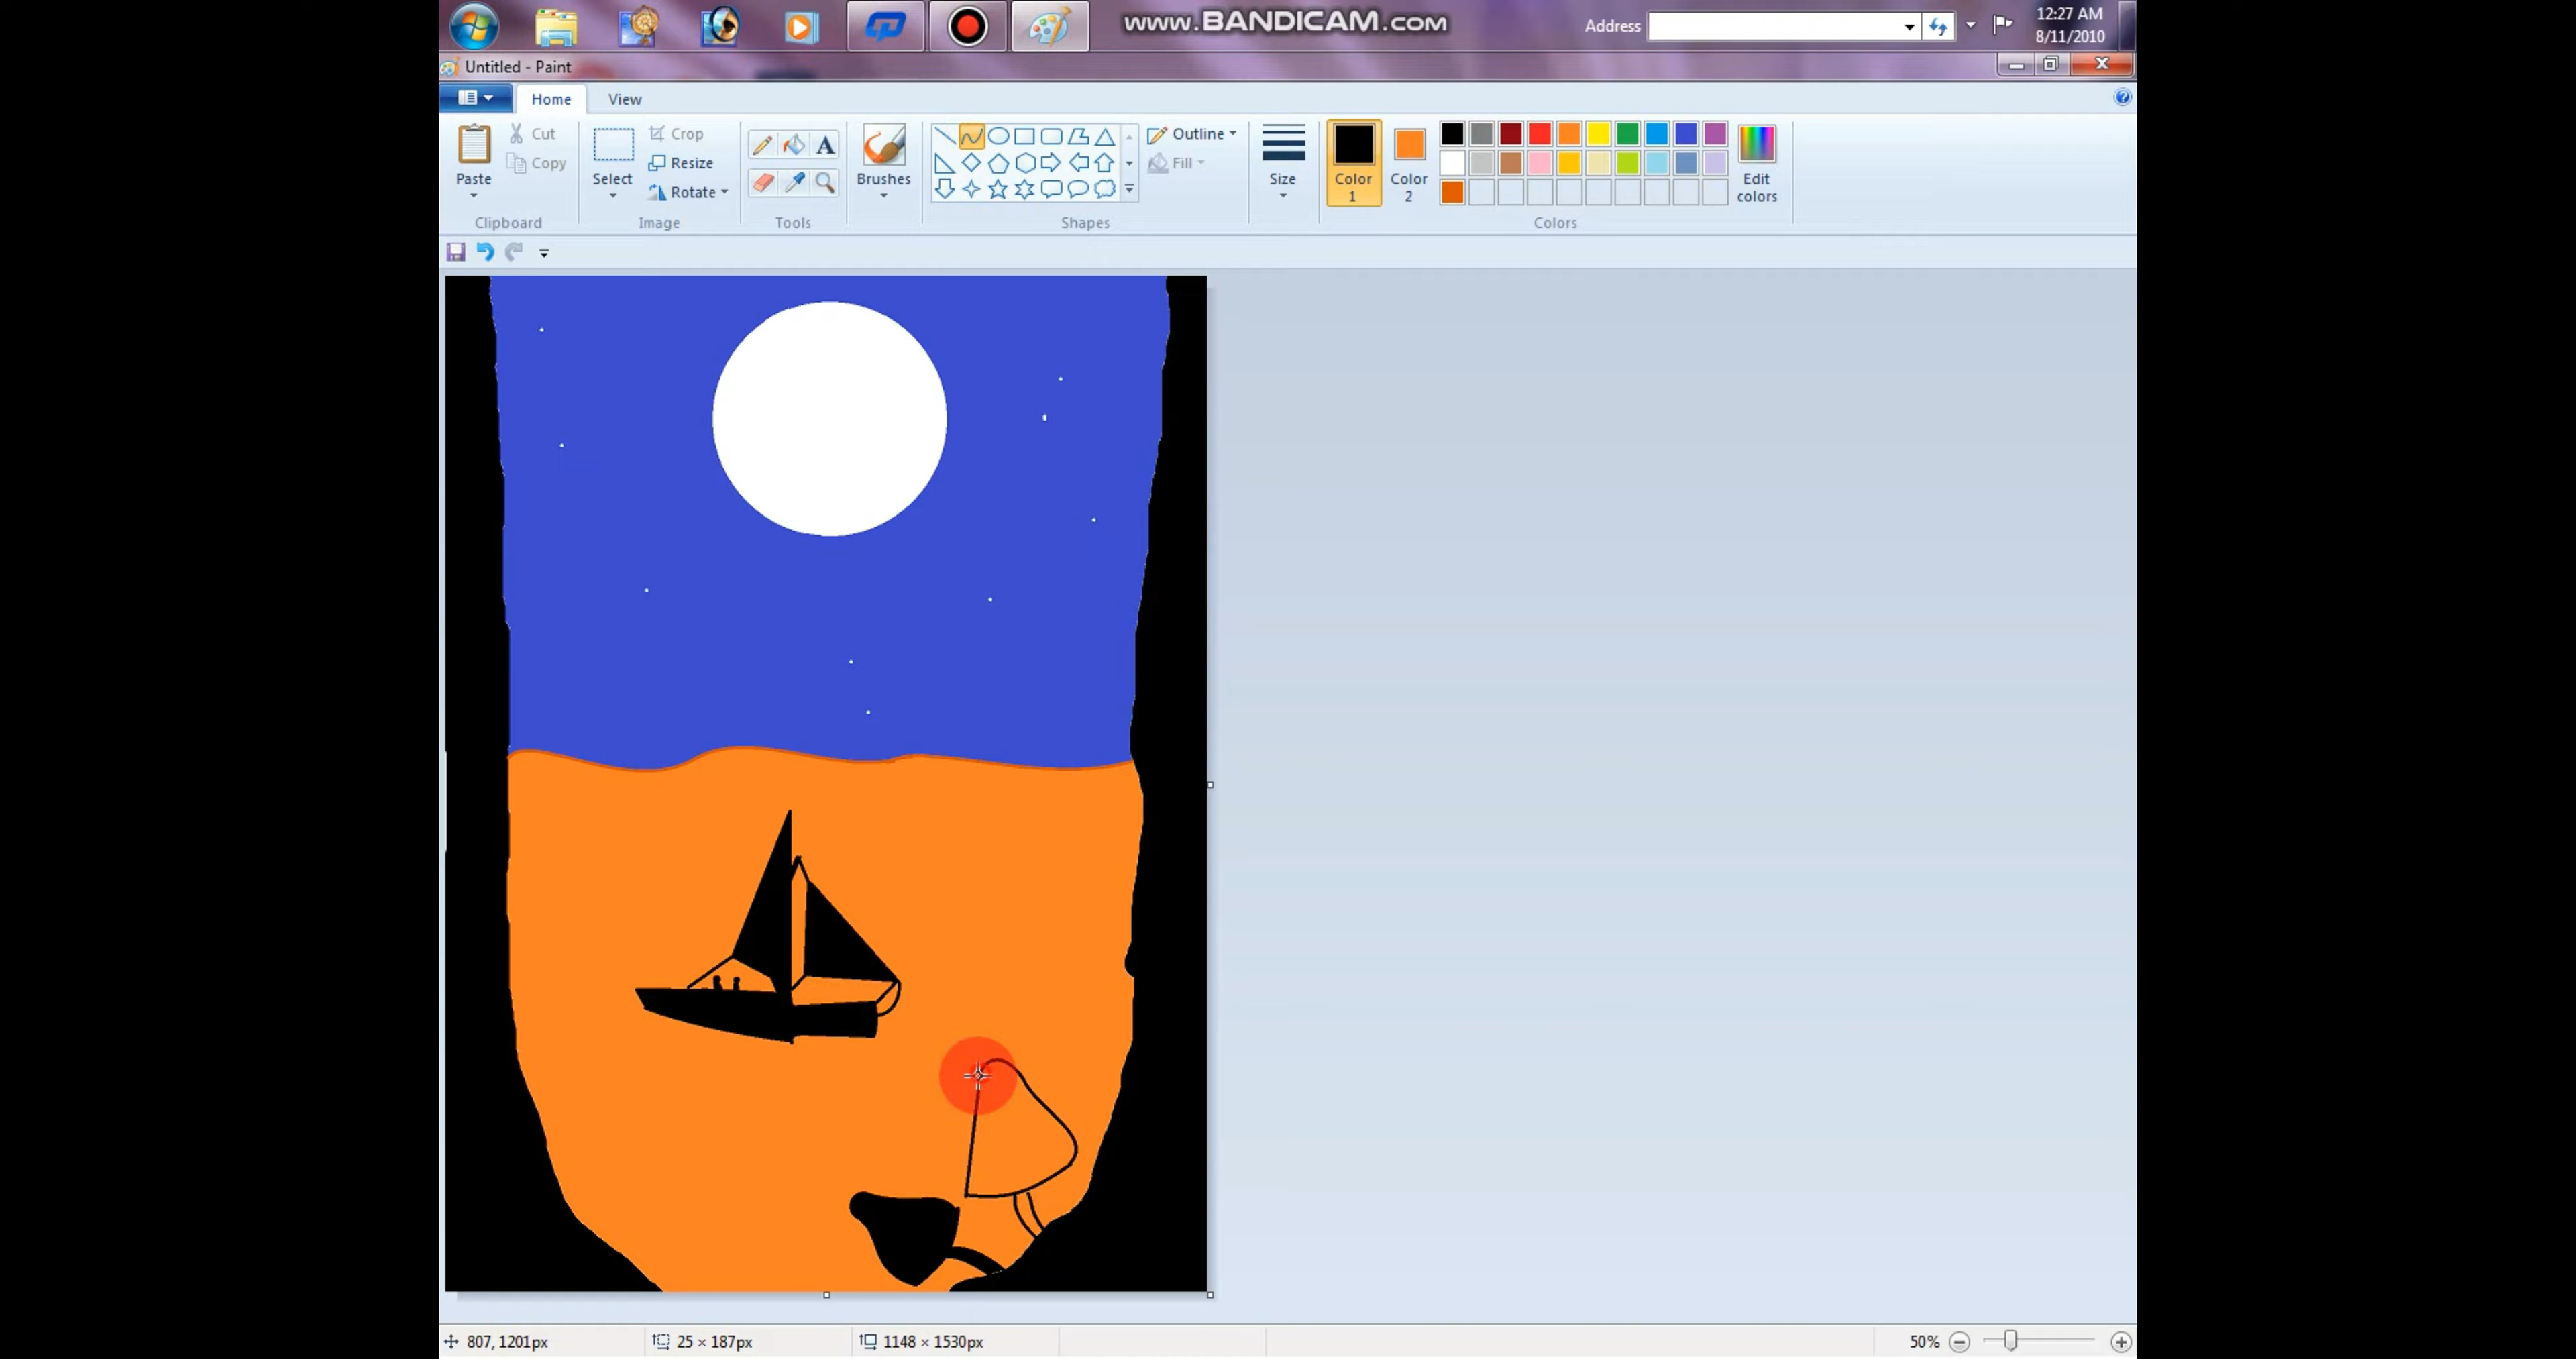 www.BANDICAM.com
Address
12:27 AM
8/11/2010
Untitled - Paint
Home
View
Paste
Cut
Copy
Clipboard
Select
Crop
Resize
Rotate
Image
A
Tools
Brushes
Outline
Fill
Shapes
Size
Color 1
Color 2
Edit colors
Colors
807, 1201px
25 × 187px
1148 × 1530px
50%